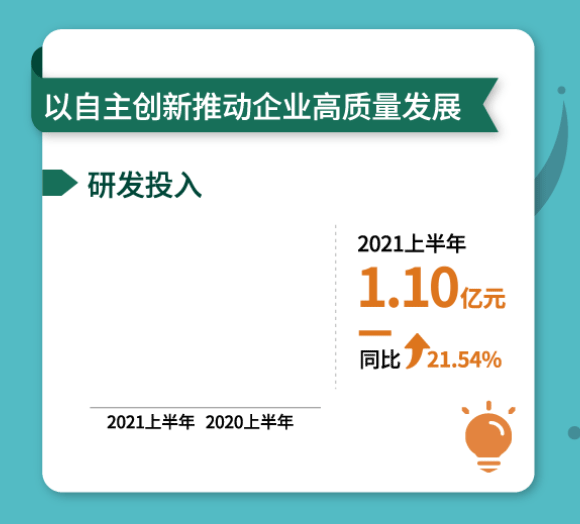 以自主创新推动企业高质量发展
研发投入
2021上半年
1.10亿元
同比 21.54%
2021上半年 2020上半年